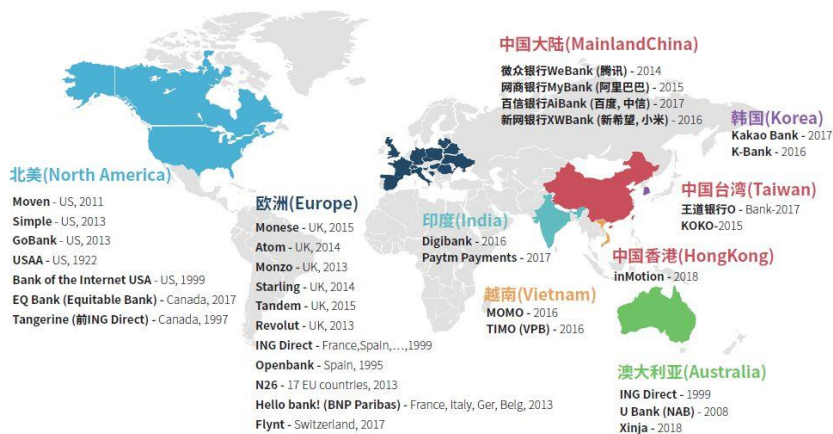 中国大陆(MainlandChina)
微众银行WeBank (腾讯) - 2014
网商银行MyBank (阿里巴巴) - 2015
百信银行AiBank (百度, 中信) - 2017
新网银行XWBank (新希望, 小米) - 2016
韩国(Korea)
Kakao Bank - 2017
K-Bank - 2016
北美(North America)
Moven - US, 2011
Simple - US, 2013
GoBank - US, 2013
USAA - US, 1922
Bank of the Internet USA - US, 1999
EQ Bank (Equitable Bank) - Canada, 2017
Tangerine (前ING Direct) - Canada, 1997
欧洲(Europe)
Monese - UK, 2015
Atom - UK, 2014
Monzo - UK, 2013
Starling - UK, 2014
Tandem - UK, 2015
Revolut - UK, 2013
ING Direct - France,Spain,…,1999
Openbank - Spain, 1995
N26 - 17 EU countries, 2013
Hello bank! (BNP Paribas) - France, Italy, Ger, Belg, 2013
Flynt - Switzerland, 2017
印度(India)
Digibank - 2016
Paytm Payments - 2017
中国台湾(Taiwan)
王道银行O - Bank-2017
KOKO-2015
中国香港(HongKong)
inMotion - 2018
越南(Vietnam)
MOMO - 2016
TIMO (VPB) - 2016
澳大利亚(Australia)
ING Direct - 1999
U Bank (NAB) - 2008
Xinja - 2018